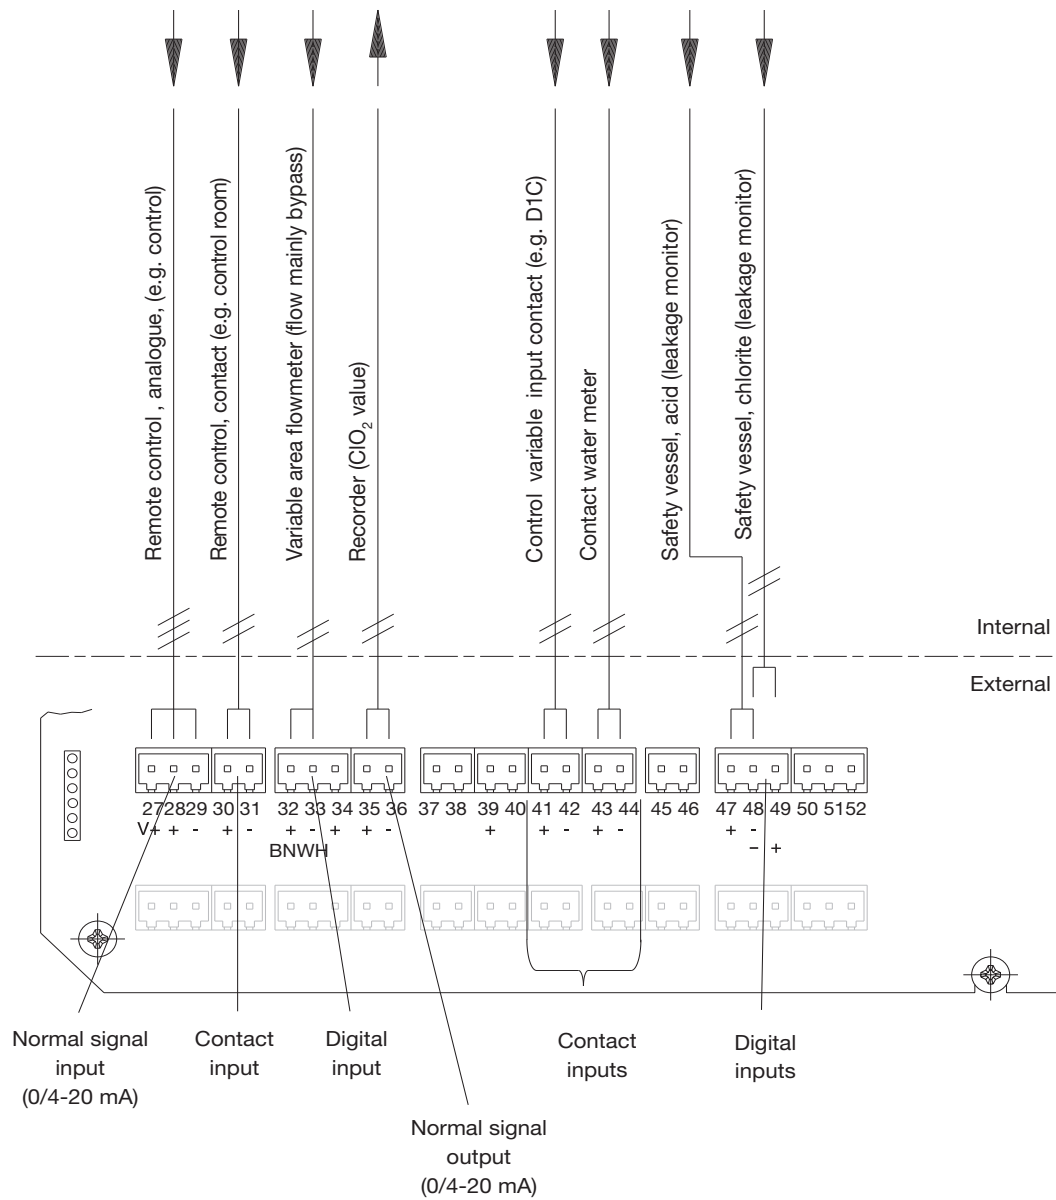 Remote control , analogue, (e.g. control)
Remote control, contact (e.g. control room)
Variable area flowmeter (flow mainly bypass)
Recorder (ClO₂ value)
Control variable input contact (e.g. D1C)
Contact water meter
Safety vessel, acid (leakage monitor)
Safety vessel, chlorite (leakage monitor)
Internal
External
27 28 29 30 31 32 33 34 35 36 37 38 39 40 41 42 43 44 45 46 47 48 49 50 51 52
V+ + - + - + - + + - + + - + - + -
BNWH - +
Normal signal
input
(0/4-20 mA)
Contact
input
Digital
input
Normal signal
output
(0/4-20 mA)
Contact
inputs
Digital
inputs